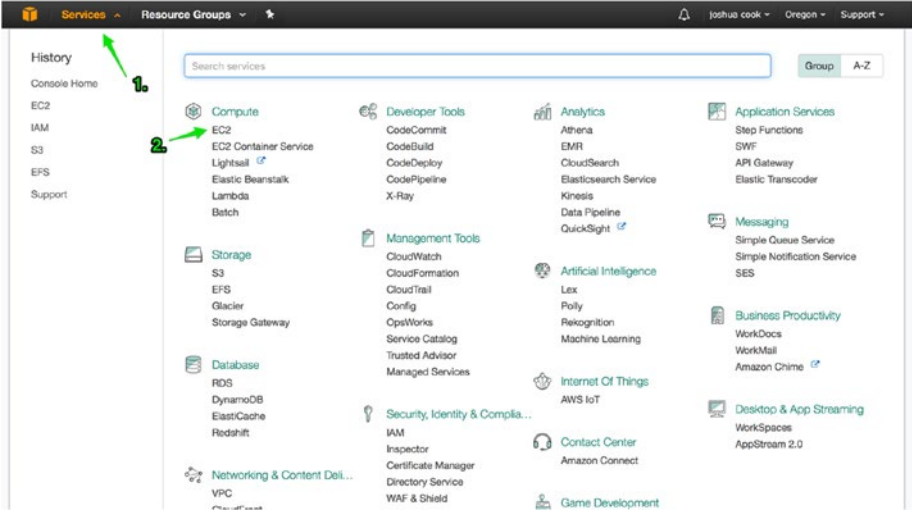 Services Resource Groups joshua cook Oregon Support
History
Console Home
EC2
IAM
S3
EFS
Support
1.
2.
Search services
Group A-Z
Compute
EC2
EC2 Container Service
Lightsail
Elastic Beanstalk
Lambda
Batch
Storage
S3
EFS
Glacier
Storage Gateway
Database
RDS
DynamoDB
ElastiCache
Redshift
Networking & Content Deli...
VPC
CloudFront
Developer Tools
CodeCommit
CodeBuild
CodeDeploy
CodePipeline
X-Ray
Management Tools
CloudWatch
CloudFormation
CloudTrail
Config
OpsWorks
Service Catalog
Trusted Advisor
Managed Services
Security, Identity & Complia...
IAM
Inspector
Certificate Manager
Directory Service
WAF & Shield
Analytics
Athena
EMR
CloudSearch
Elasticsearch Service
Kinesis
Data Pipeline
QuickSight
Artificial Intelligence
Lex
Polly
Rekognition
Machine Learning
Internet Of Things
AWS IoT
Contact Center
Amazon Connect
Game Development
Application Services
Step Functions
SWF
API Gateway
Elastic Transcoder
Messaging
Simple Queue Service
Simple Notification Service
SES
Business Productivity
WorkDocs
WorkMail
Amazon Chime
Desktop & App Streaming
WorkSpaces
AppStream 2.0